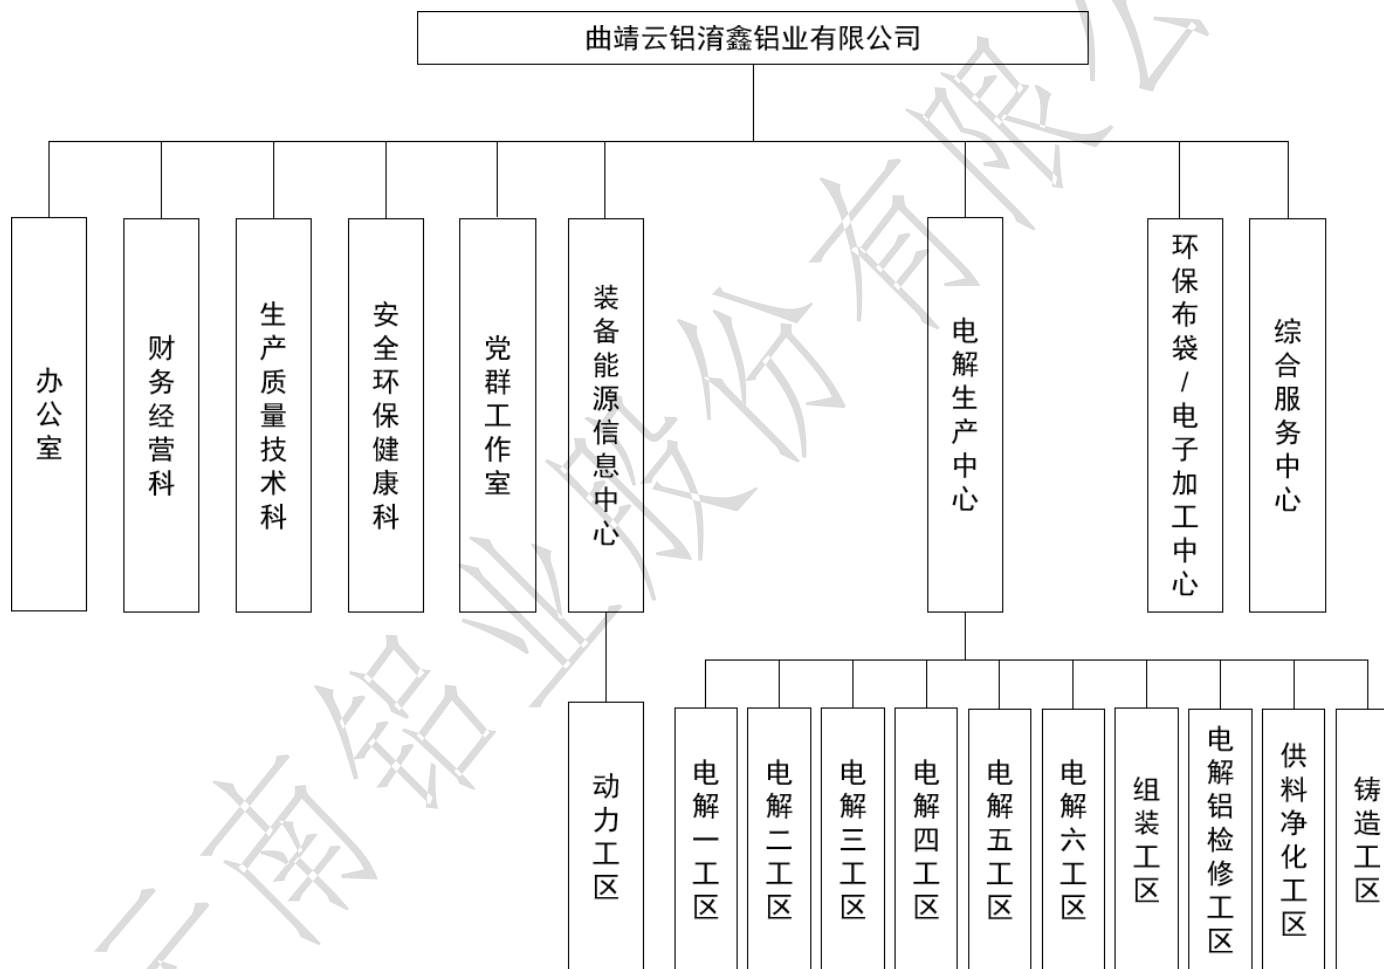 曲靖云铝淯鑫铝业有限公司
办公室
财务经营科
生产质量技术科
安全环保健康科
党群工作室
装备能源信息中心
电解生产中心
环保布袋/电子加工中心
综合服务中心
动力工区
电解一工区
电解二工区
电解三工区
电解四工区
电解五工区
电解六工区
组装工区
电解铝检修工区
供料净化工区
铸造工区
云南铝业股份有限公